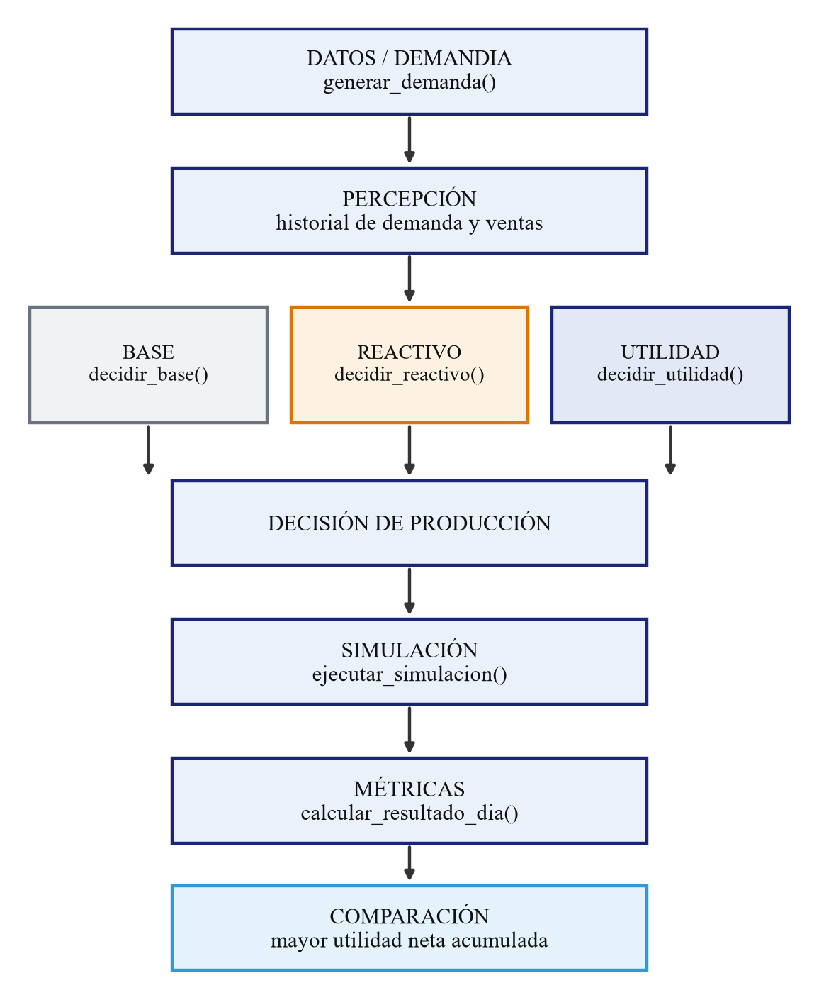 DATOS / DEMANDIA
generar_demanda()
PERCEPCIÓN
historial de demanda y ventas
BASE
decidir_base()
REACTIVO
decidir_reactivo()
UTILIDAD
decidir_utilidad()
DECISIÓN DE PRODUCCIÓN
SIMULACIÓN
ejecutar_simulacion()
MÉTRICAS
calcular_resultado_dia()
COMPARACIÓN
mayor utilidad neta acumulada